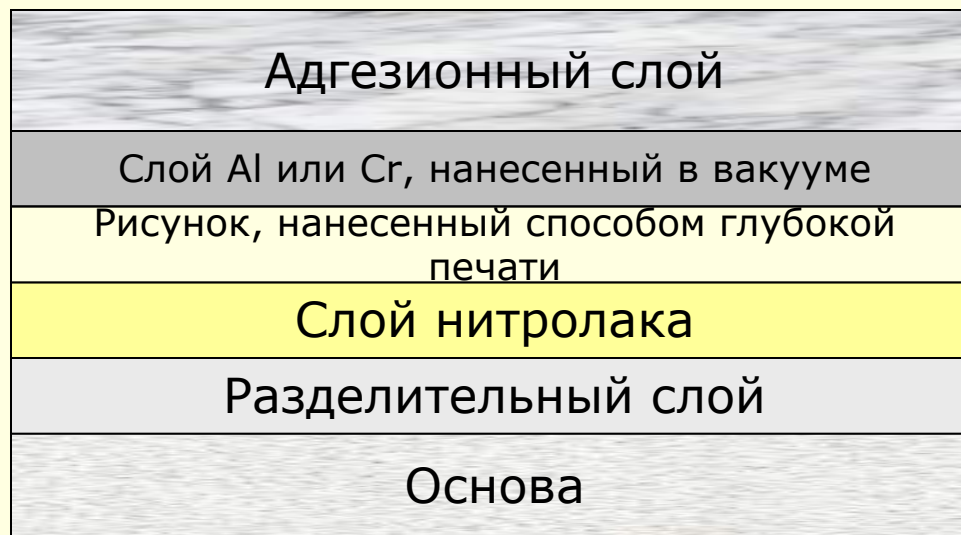 Адгезионный слой
Слой Al или Cr, нанесенный в вакууме
Рисунок, нанесенный способом глубокой
печати
Слой нитролака
Разделительный слой
Основа